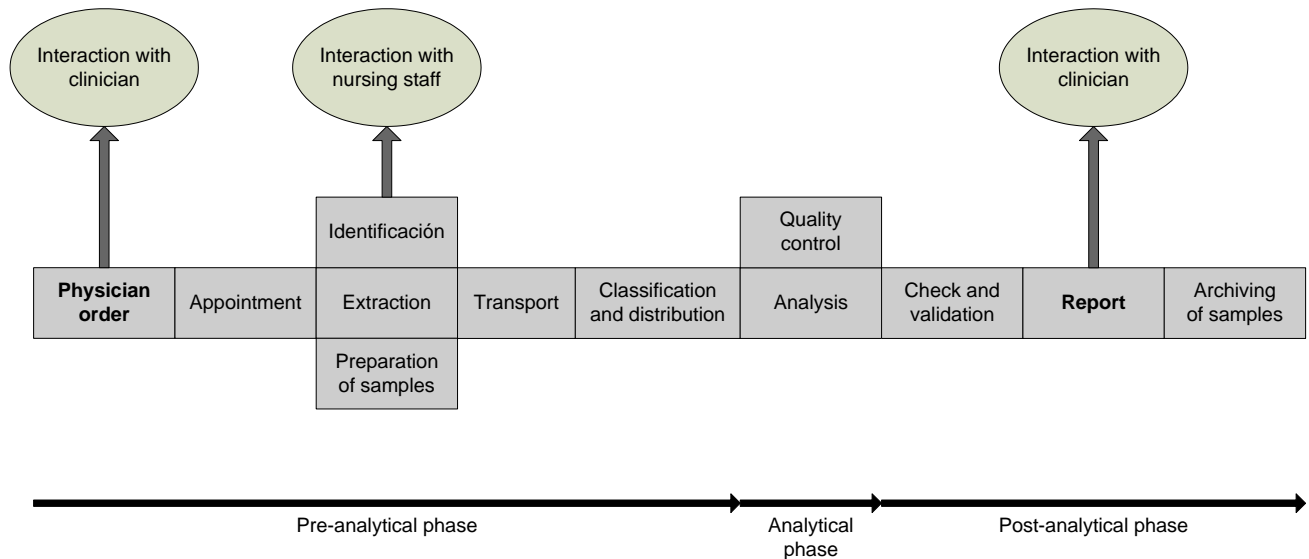 Interaction with
clinician
Interaction with
nursing staff
Interaction with
clinician
Identificación
Quality
control
Physician
order
Appointment
Extraction
Transport
Classification
and distribution
Analysis
Check and
validation
Report
Archiving
of samples
Preparation
of samples
Pre-analytical phase
Analytical
phase
Post-analytical phase